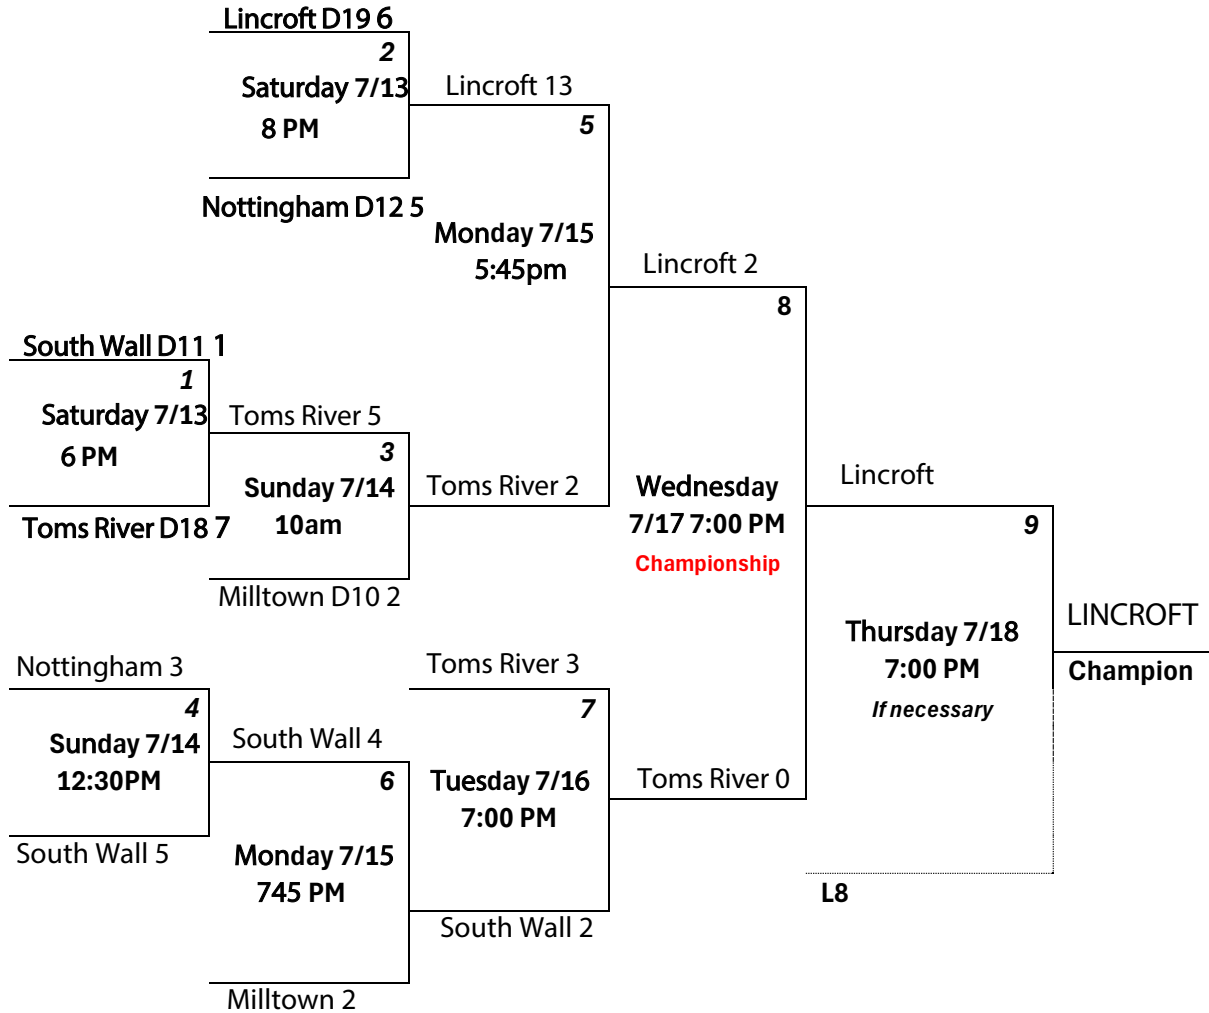 Lincroft D19 6
2
Saturday 7/13
8 PM
Lincroft 13
5
Nottingham D12 5
Monday 7/15
5:45pm
Lincroft 2
8
South Wall D11 1
1
Saturday 7/13
6 PM
Toms River 5
3
Sunday 7/14
10am
Toms River D18 7
Toms River 2
Milltown D10 2
Wednesday
7/17 7:00 PM
Championship
Lincroft
9
Thursday 7/18
7:00 PM
If necessary
LINCROFT
Champion
Nottingham 3
4
Sunday 7/14
12:30PM
South Wall 5
South Wall 4
6
Monday 7/15
745 PM
Milltown 2
Toms River 3
7
Tuesday 7/16
7:00 PM
South Wall 2
Toms River 0
L8